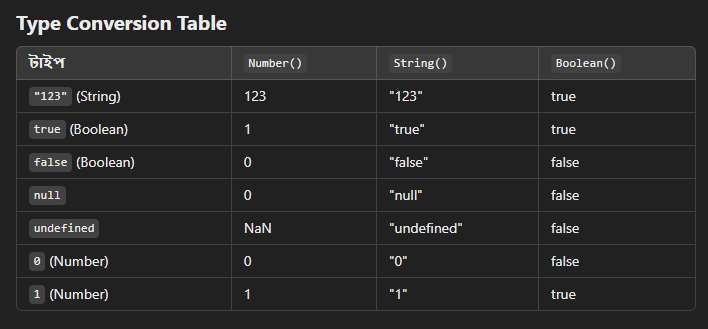 Type Conversion Table
টাইপ Number() String() Boolean()
"123" (String) 123 "123" true
true (Boolean) 1 "true" true
false (Boolean) 0 "false" false
null 0 "null" false
undefined NaN "undefined" false
0 (Number) 0 "0" false
1 (Number) 1 "1" true